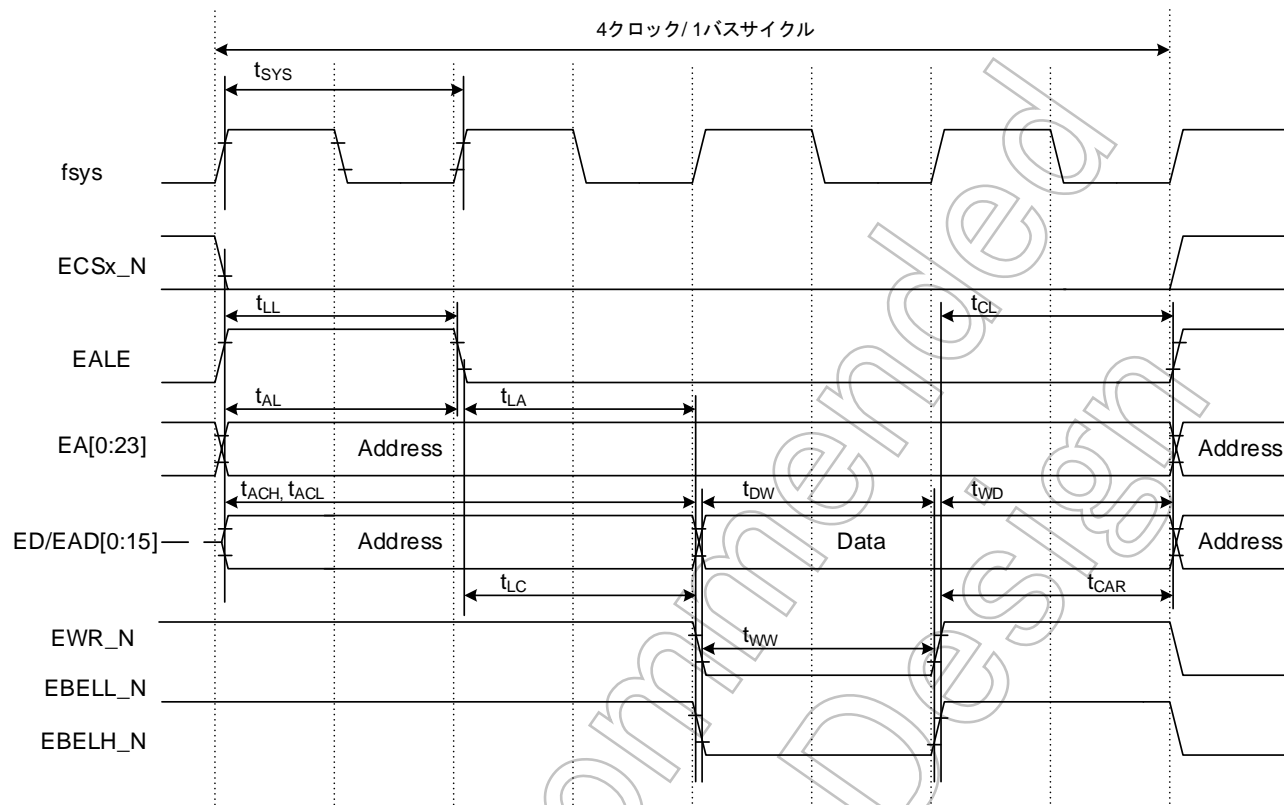 4クロック/ 1バスサイクル
tSYS
fsys
ECSx_N
tLL
tCL
EALE
tAL
tLA
EA[0:23]
Address
Address
tACH, tACL
tDW
tWD
ED/EAD[0:15]
Address
Data
Address
tLC
tCAR
EWR_N
tWW
EBELL_N
EBELH_N
ommended
Design